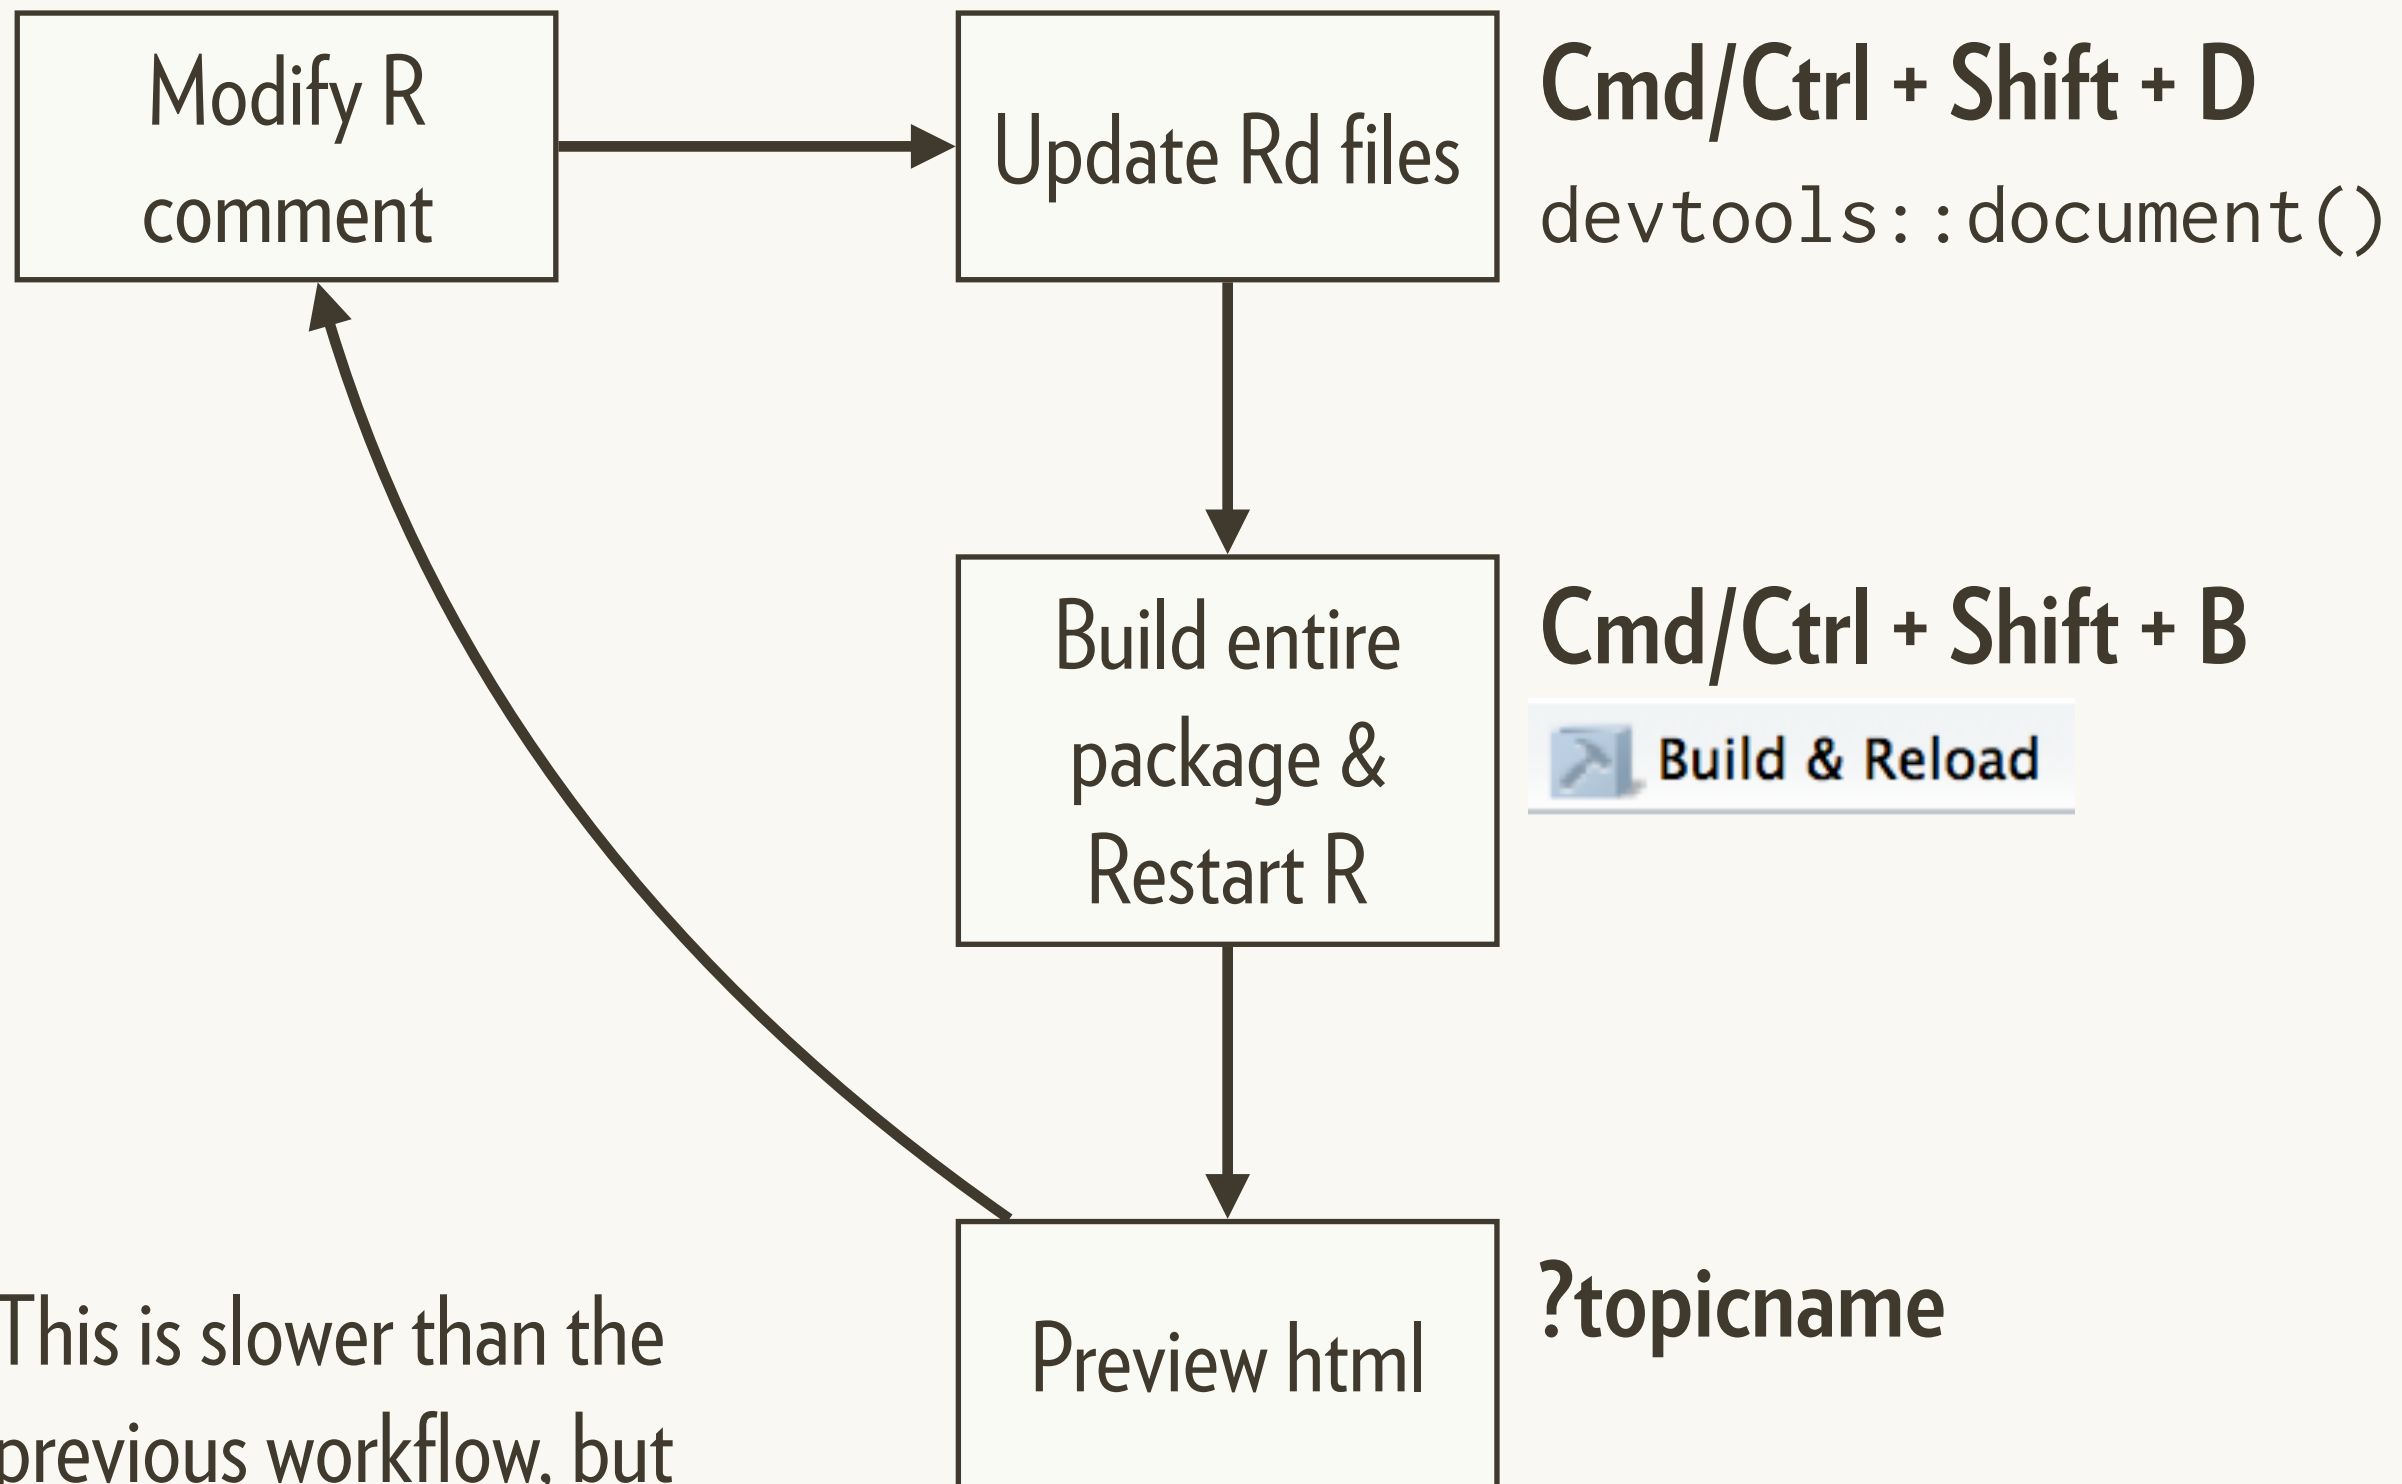 Modify R
comment
Update Rd files
Cmd/Ctrl + Shift + D
devtools::document()
Build entire
package &
Restart R
Cmd/Ctrl + Shift + B
Build & Reload
Preview html
?topicname
This is slower than the
previous workflow, but